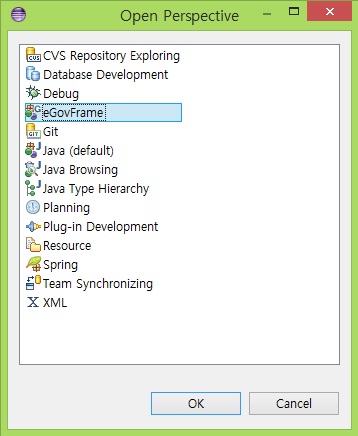 Open Perspective
CVS Repository Exploring
Database Development
Debug
eGovFrame
Git
Java (default)
Java Browsing
Java Type Hierarchy
Planning
Plug-in Development
Resource
Spring
Team Synchronizing
XML
OK
Cancel